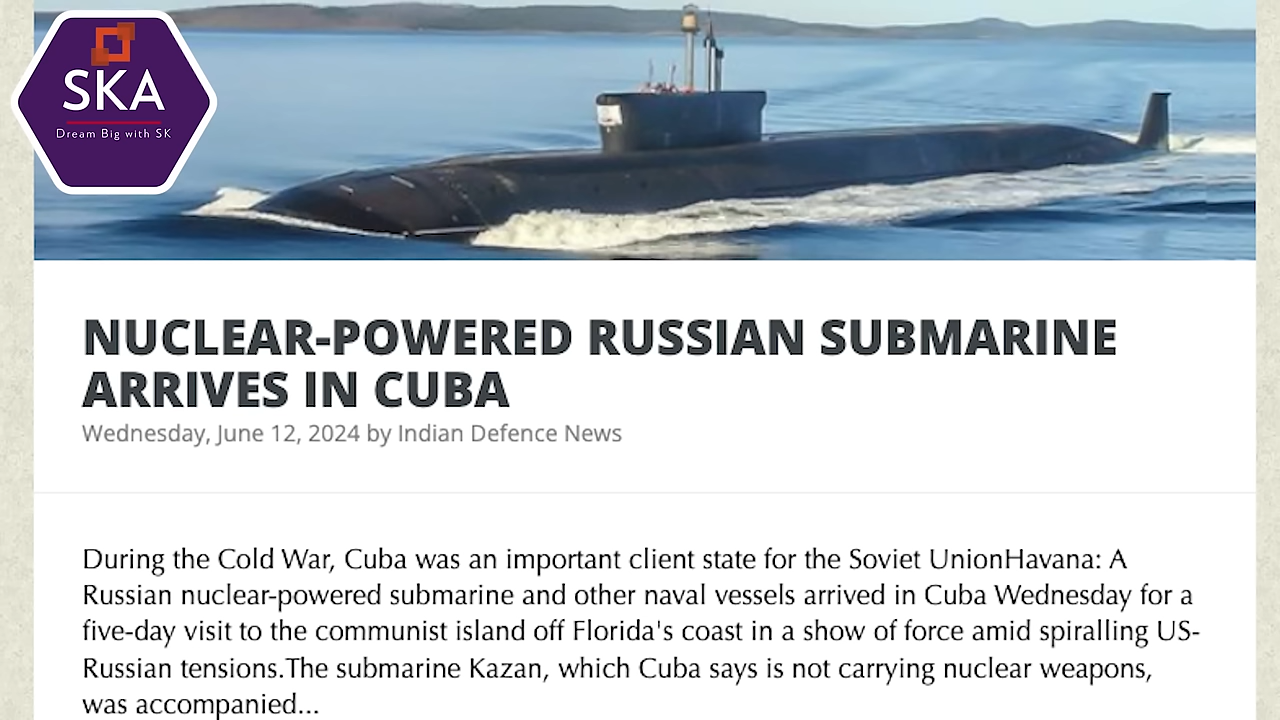 SKA
Dream Big with SK
NUCLEAR-POWERED RUSSIAN SUBMARINE
ARRIVES IN CUBA
Wednesday, June 12, 2024 by Indian Defence News
During the Cold War, Cuba was an important client state for the Soviet UnionHavana: A
Russian nuclear-powered submarine and other naval vessels arrived in Cuba Wednesday for a
five-day visit to the communist island off Florida's coast in a show of force amid spiralling US-
Russian tensions.The submarine Kazan, which Cuba says is not carrying nuclear weapons,
was accompanied...